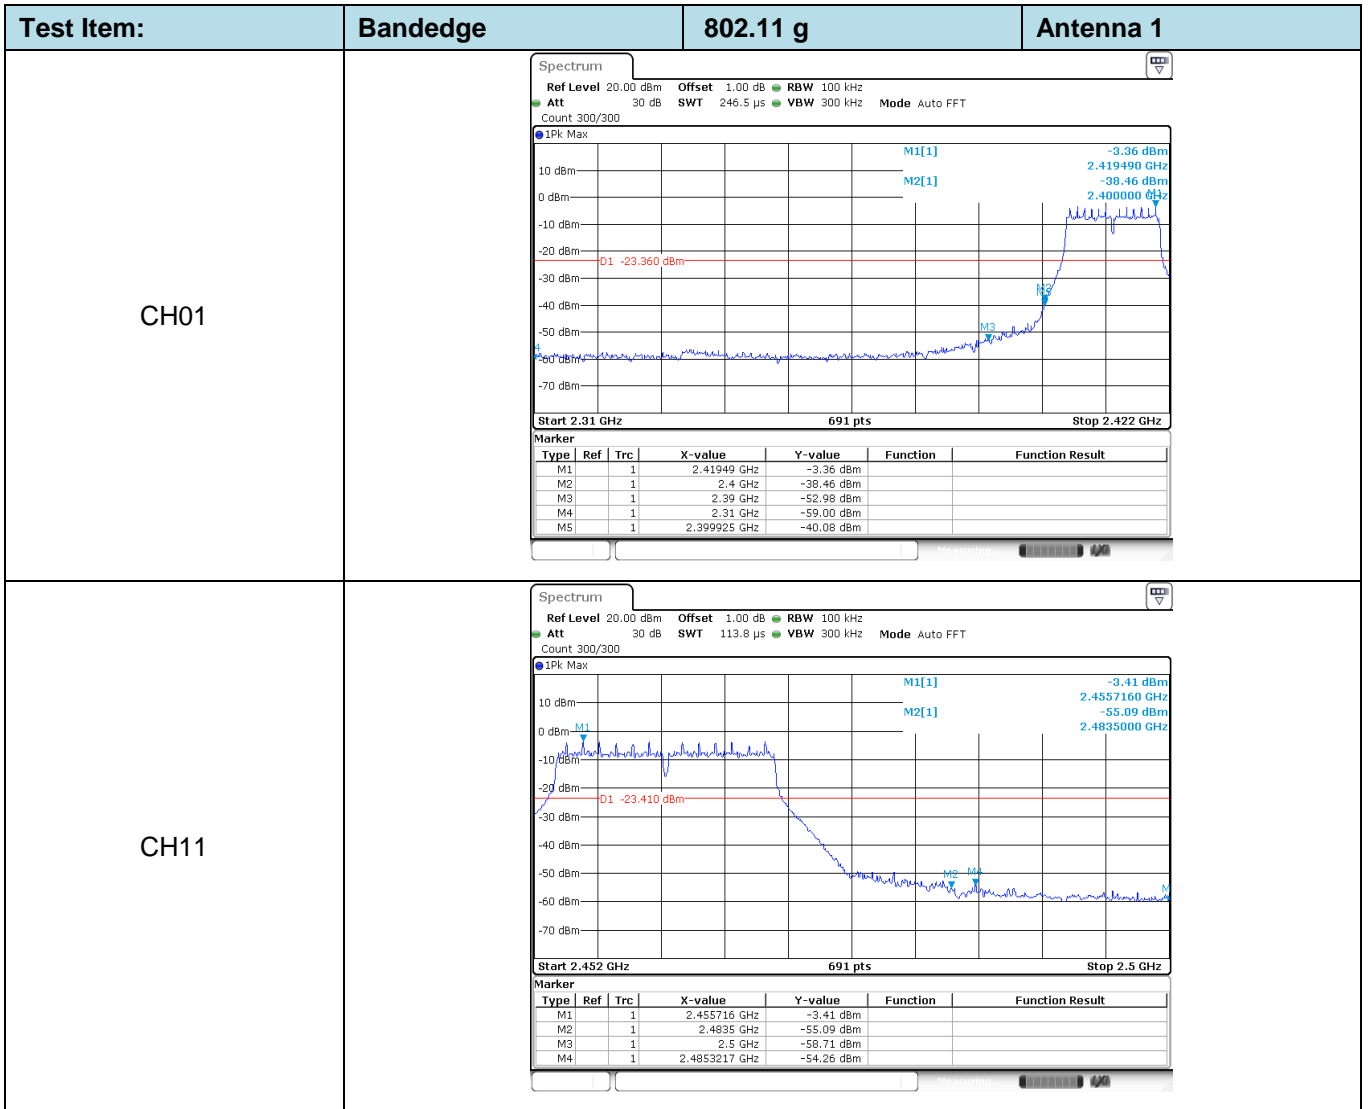 Test Item: Bandedge 802.11 g Antenna 1
CH01
Spectrum
Ref Level 20.00 dBm Offset 1.00 dB RBW 100 kHz
Att 30 dB SWT 246.5 µs VBW 300 kHz Mode Auto FFT
Count 300/300
1Pk Max
M1[1] -3.36 dBm
2.419490 GHz
M2[1] -38.46 dBm
2.400000 GHz
M1
10 dBm
0 dBm
-10 dBm
-20 dBm
D1 -23.360 dBm
-30 dBm
-40 dBm
-50 dBm
M3
4
-60 dBm
-70 dBm
Start 2.31 GHz 691 pts Stop 2.422 GHz
Marker
Type Ref Trc X-value Y-value Function Function Result
M1 1 2.41949 GHz -3.36 dBm
M2 1 2.4 GHz -38.46 dBm
M3 1 2.39 GHz -52.98 dBm
M4 1 2.31 GHz -59.00 dBm
M5 1 2.399925 GHz -40.08 dBm
Measuring...
CH11
Spectrum
Ref Level 20.00 dBm Offset 1.00 dB RBW 100 kHz
Att 30 dB SWT 113.8 µs VBW 300 kHz Mode Auto FFT
Count 300/300
1Pk Max
M1[1] -3.41 dBm
2.4557160 GHz
M2[1] -55.09 dBm
2.4835000 GHz
10 dBm
0 dBm
M1
-10 dBm
-20 dBm
D1 -23.410 dBm
-30 dBm
-40 dBm
-50 dBm
M2 M4
M
-60 dBm
-70 dBm
Start 2.452 GHz 691 pts Stop 2.5 GHz
Marker
Type Ref Trc X-value Y-value Function Function Result
M1 1 2.455716 GHz -3.41 dBm
M2 1 2.4835 GHz -55.09 dBm
M3 1 2.5 GHz -58.71 dBm
M4 1 2.4853217 GHz -54.26 dBm
Measuring...